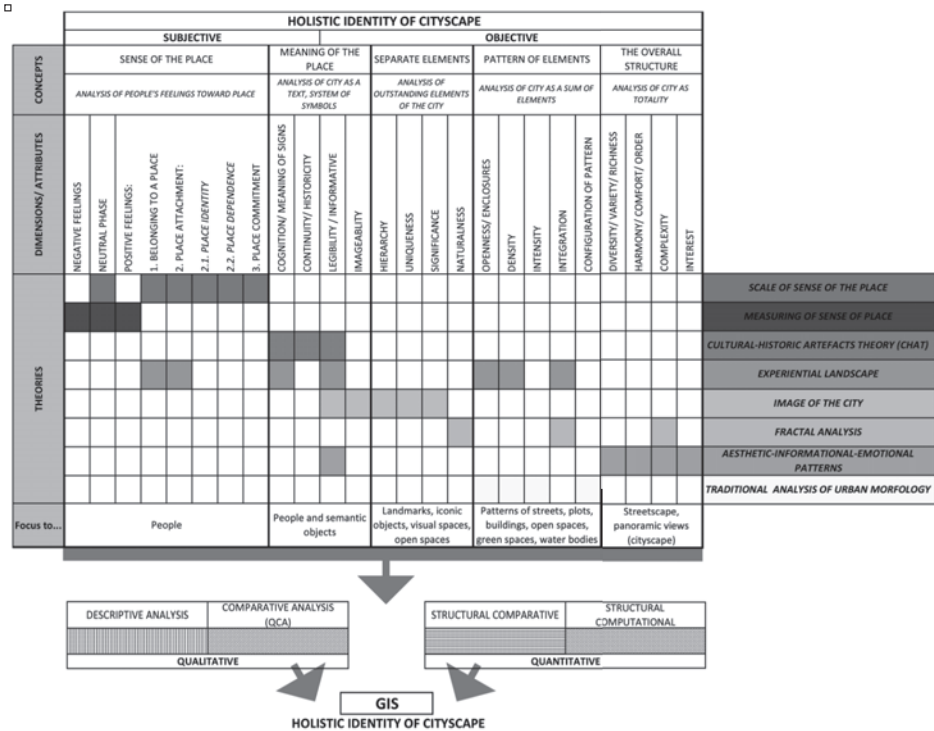 HOLISTIC IDENTITY OF CITYSCAPE
SUBJECTIVE
OBJECTIVE
CONCEPTS
SENSE OF THE PLACE
MEANING OF THE
PLACE
SEPARATE ELEMENTS
PATTERN OF ELEMENTS
THE OVERALL
STRUCTURE
ANALYSIS OF PEOPLE'S FEELINGS TOWARD PLACE
ANALYSIS OF CITY AS A
TEXT, SYSTEM OF
SYMBOLS
ANALYSIS OF
OUTSTANDING ELEMENTS
OF THE CITY
ANALYSIS OF CITY AS A SUM OF
ELEMENTS
ANALYSIS OF CITY AS
TOTALITY
DIMENSIONS/ ATTRIBUTES
NEGATIVE FEELINGS
NEUTRAL PHASE
POSITIVE FEELINGS:
1. BELONGING TO A PLACE
2. PLACE ATTACHMENT:
2.1. PLACE IDENTITY
2.2. PLACE DEPENDENCE
3. PLACE COMMITMENT
COGNITION/ MEANING OF SIGNS
CONTINUITY/ HISTORICITY
LEGIBILITY / INFORMATIVE
IMAGEABLITY
HIERARCHY
UNIQUENESS
SIGNIFICANCE
NATURALNESS
OPENNESS/ ENCLOSURES
DENSITY
INTENSITY
INTEGRATION
CONFIGURATION OF PATTERN
DIVERSITY/ VARIETY/ RICHNESS
HARMONY/ COMFORT/ ORDER
COMPLEXITY
INTEREST
THEORIES
SCALE OF SENSE OF THE PLACE
MEASURING OF SENSE OF PLACE
CULTURAL-HISTORIC ARTEFACTS THEORY (CHAT)
EXPERIENTIAL LANDSCAPE
IMAGE OF THE CITY
FRACTAL ANALYSIS
AESTHETIC-INFORMATIONAL-EMOTIONAL
PATTERNS
TRADITIONAL ANALYSIS OF URBAN MORFOLOGY
Focus to...
People
People and semantic
objects
Landmarks, iconic
objects, visual spaces,
open spaces
Patterns of streets, plots,
buildings, open spaces,
green spaces, water bodies
Streetscape,
panoramic views
(cityscape)
DESCRIPTIVE ANALYSIS
COMPARATIVE ANALYSIS
(QCA)
QUALITATIVE
STRUCTURAL COMPARATIVE
STRUCTURAL
COMPUTATIONAL
QUANTITATIVE
GIS
HOLISTIC IDENTITY OF CITYSCAPE